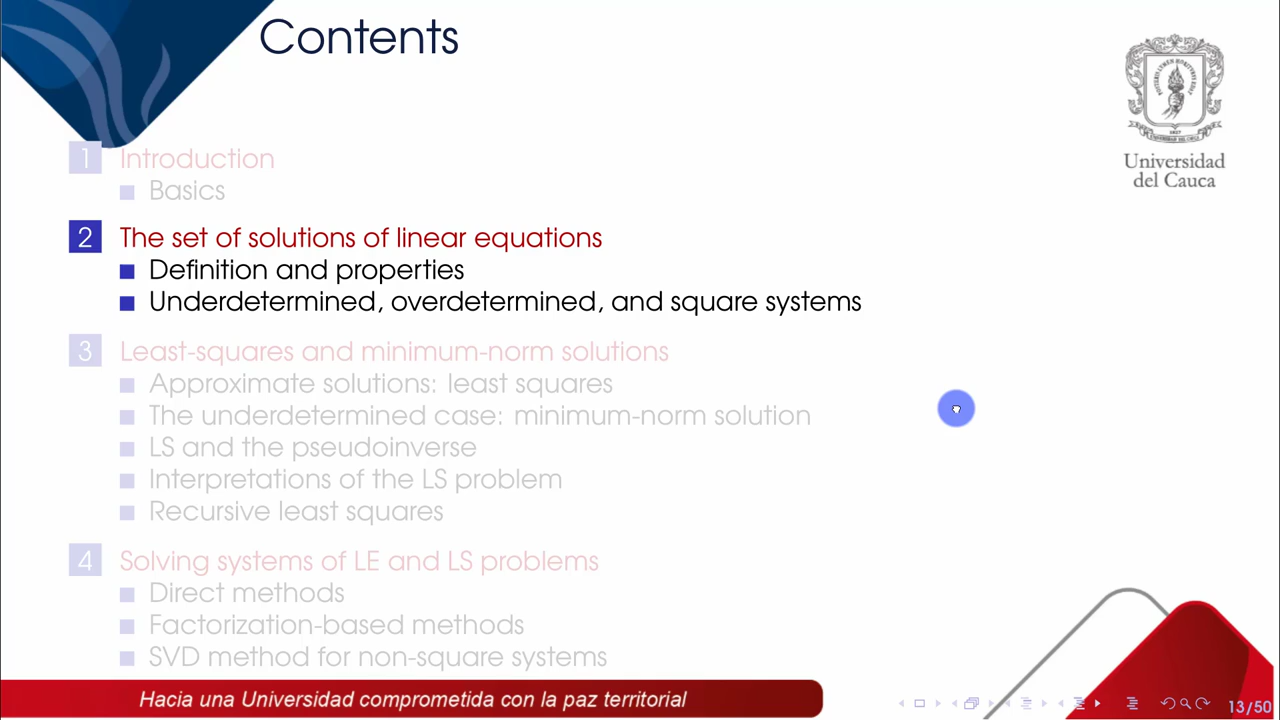 Contents
Universidad
del Cauca
1 Introduction
Basics
2 The set of solutions of linear equations
Definition and properties
Underdetermined, overdetermined, and square systems
3 Least-squares and minimum-norm solutions
Approximate solutions: least squares
The underdetermined case: minimum-norm solution
LS and the pseudoinverse
Interpretations of the LS problem
Recursive least squares
4 Solving systems of LE and LS problems
Direct methods
Factorization-based methods
SVD method for non-square systems
Hacia una Universidad comprometida con la paz territorial
13/50